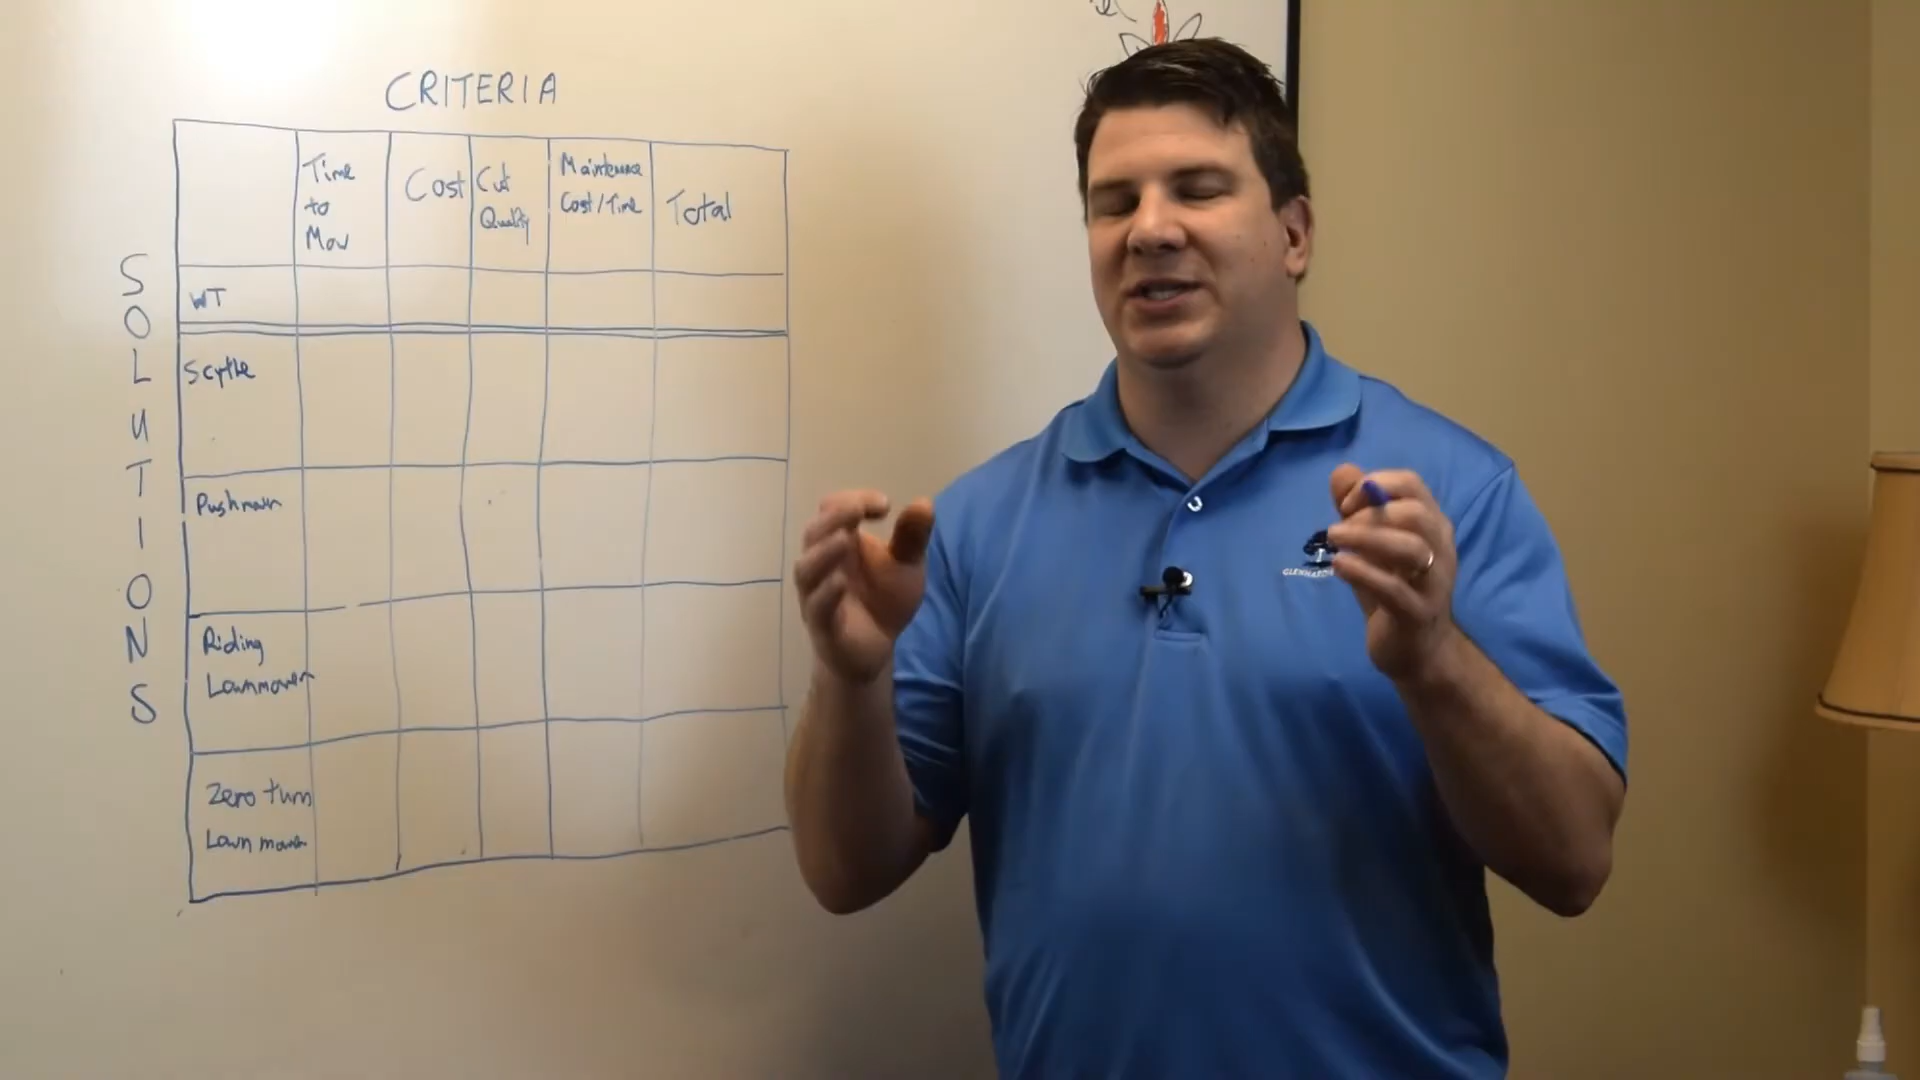 CRITERIA
Time
to
Mow
Cost
Cut
Quality
Maintenance
Cost/Time
Total
SOLUTIONS
WT
Scythe
Pushmower
Riding
Lawnmower
Zero turn
Lawn mower